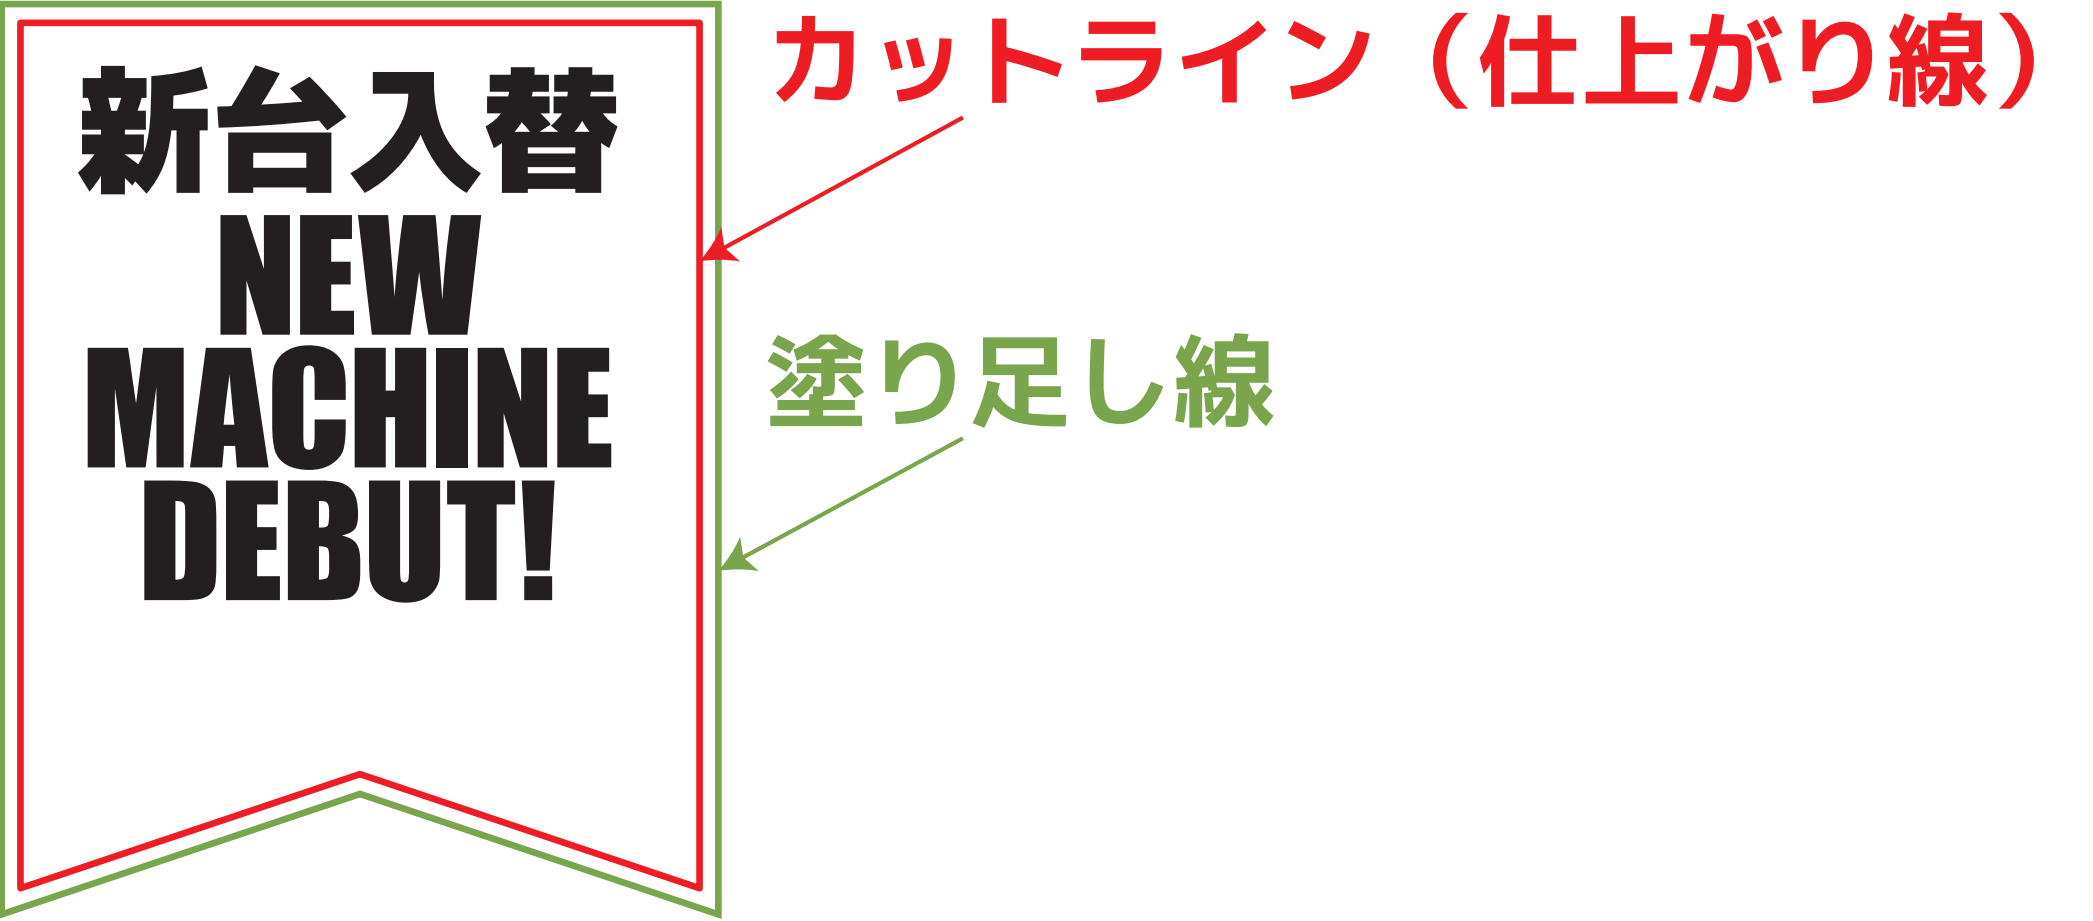 新台入替
NEW
MACHINE
DEBUT!
カットライン（仕上がり線）
塗り足し線